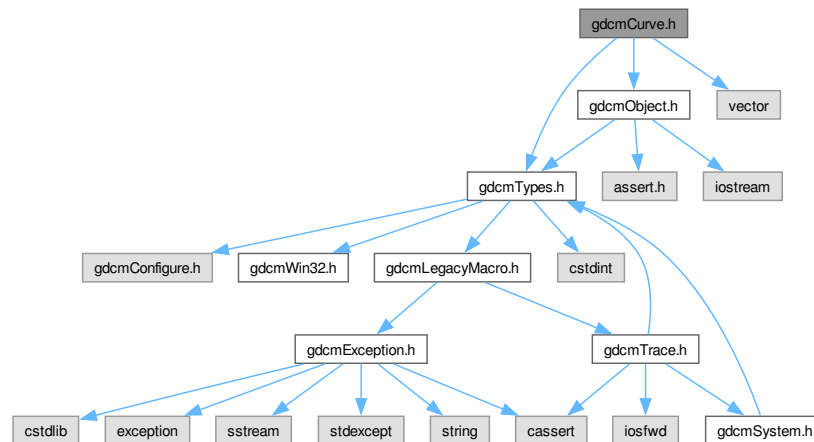 gdcmCurve.h
gdcmObject.h
vector
gdcmTypes.h
assert.h
iostream
gdcmConfigure.h
gdcmWin32.h
gdcmLegacyMacro.h
cstdint
gdcmException.h
gdcmTrace.h
cstdlib
exception
sstream
stdexcept
string
cassert
iosfwd
gdcmSystem.h